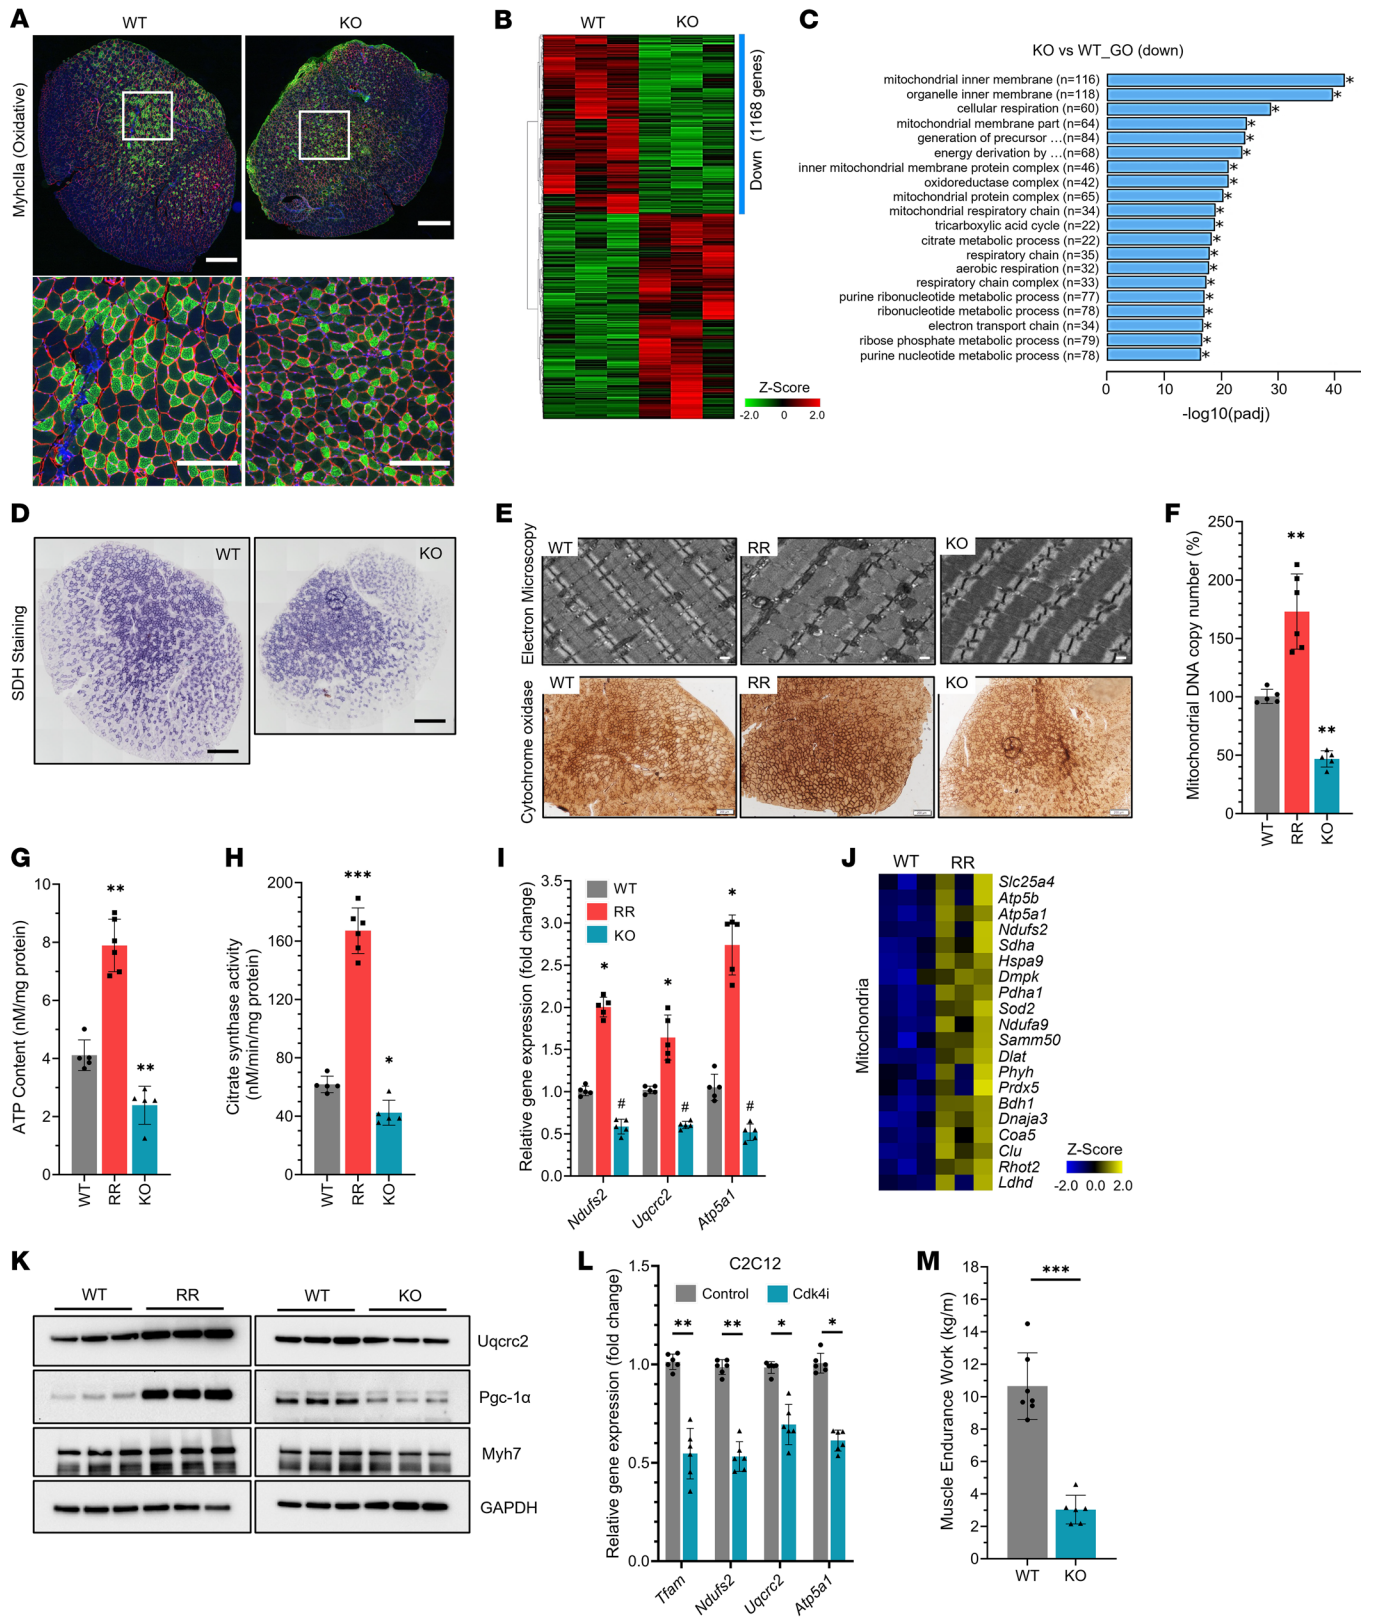 A
WT
KO
MyhcIIa (Oxidative)
B
WT
KO
Down (1168 genes)
Z-Score
-2.0
0
2.0
C
KO vs WT_GO (down)
mitochondrial inner membrane (n=116)
organelle inner membrane (n=118)
cellular respiration (n=60)
mitochondrial membrane part (n=64)
generation of precursor ...(n=84)
energy derivation by ...(n=68)
inner mitochondrial membrane protein complex (n=46)
oxidoreductase complex (n=42)
mitochondrial protein complex (n=65)
mitochondrial respiratory chain (n=34)
tricarboxylic acid cycle (n=22)
citrate metabolic process (n=22)
respiratory chain (n=35)
aerobic respiration (n=32)
respiratory chain complex (n=33)
purine ribonucleotide metabolic process (n=77)
ribonucleotide metabolic process (n=78)
electron transport chain (n=34)
ribose phosphate metabolic process (n=79)
purine nucleotide metabolic process (n=78)
* * * * * * * * * * * * * * * * * * * *
0 10 20 30 40
-log10(padj)
D
SDH Staining
WT
KO
E
Electron Microscopy
WT
RR
KO
Cytochrome oxidase
WT
RR
KO
F
Mitochondrial DNA copy number (%)
250
200
150
100
50
0
**
**
WT
RR
KO
G
ATP Content (nM/mg protein)
10
8
6
4
2
0
**
**
WT
RR
KO
H
Citrate synthase activity
(nM/min/mg protein)
200
160
120
80
40
0
***
*
WT
RR
KO
I
Relative gene expression (fold change)
3.5
3.0
2.5
2.0
1.5
1.0
0.5
0.0
WT
RR
KO
* # * # * #
Ndufs2
Uqcrc2
Atp5a1
J
WT
RR
Mitochondria
Slc25a4
Atp5b
Atp5a1
Ndufs2
Sdha
Hspa9
Dmpk
Pdha1
Sod2
Ndufa9
Samm50
Dlat
Phyh
Prdx5
Bdh1
Dnaja3
Coa5
Clu
Rhot2
Ldhd
Z-Score
-2.0 0.0 2.0
K
WT
RR
WT
KO
Uqcrc2
Pgc-1α
Myh7
GAPDH
L
C2C12
Relative gene expression (fold change)
1.5
1.0
0.5
0.0
Control
Cdk4i
** ** * *
Tfam
Ndufs2
Uqcrc2
Atp5a1
M
Muscle Endurance Work (kg/m)
18
16
14
12
10
8
6
4
2
0
***
WT
KO